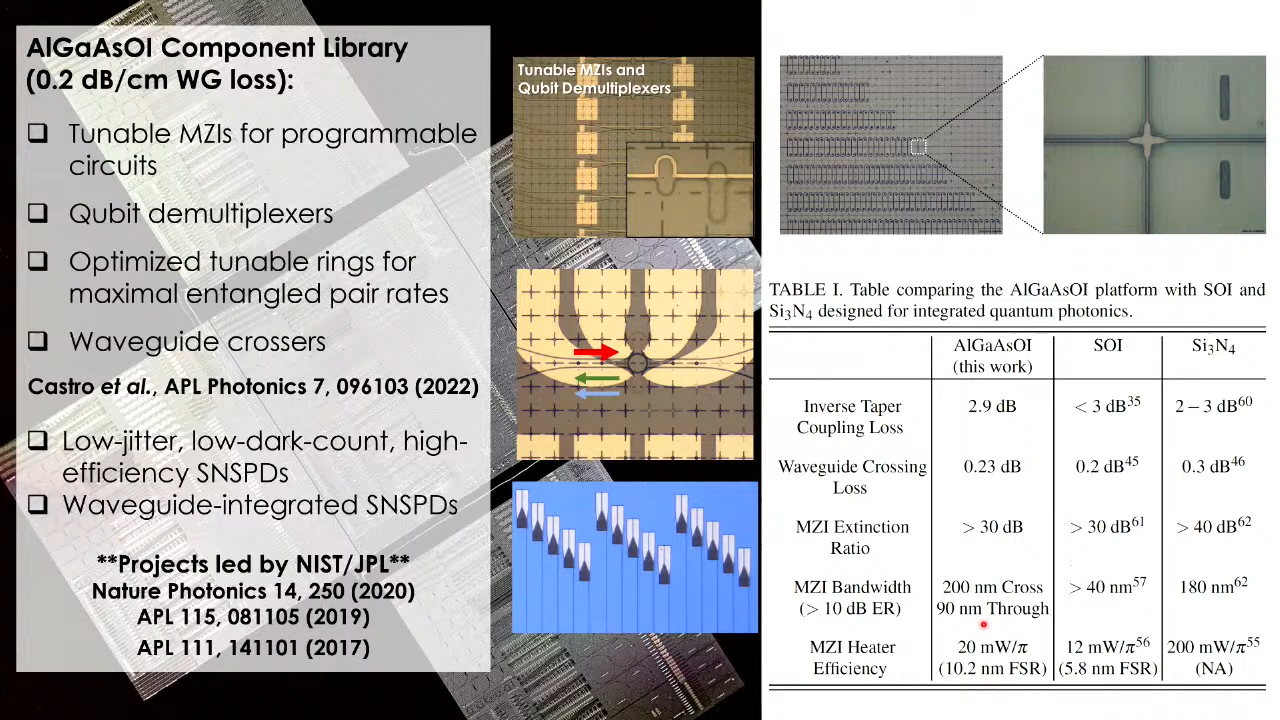 AlGaAsOI Component Library
(0.2 dB/cm WG loss):
❑ Tunable MZIs for programmable
circuits
❑ Qubit demultiplexers
❑ Optimized tunable rings for
maximal entangled pair rates
❑ Waveguide crossers
Castro et al., APL Photonics 7, 096103 (2022)
❑ Low-jitter, low-dark-count, high-
efficiency SNSPDs
❑ Waveguide-integrated SNSPDs
**Projects led by NIST/JPL**
Nature Photonics 14, 250 (2020)
APL 115, 081105 (2019)
APL 111, 141101 (2017)
Tunable MZIs and
Qubit Demultiplexers
TABLE I. Table comparing the AlGaAsOI platform with SOI and
Si₃N₄ designed for integrated quantum photonics.
AlGaAsOI SOI Si₃N₄
(this work)
Inverse Taper 2.9 dB < 3 dB³⁵ 2 − 3 dB⁶⁰
Coupling Loss
Waveguide Crossing 0.23 dB 0.2 dB⁴⁵ 0.3 dB⁴⁶
Loss
MZI Extinction > 30 dB > 30 dB⁶¹ > 40 dB⁶²
Ratio
MZI Bandwidth 200 nm Cross > 40 nm⁵⁷ 180 nm⁶²
(> 10 dB ER) 90 nm Through
MZI Heater 20 mW/π 12 mW/π⁵⁶ 200 mW/π⁵⁵
Efficiency (10.2 nm FSR) (5.8 nm FSR) (NA)